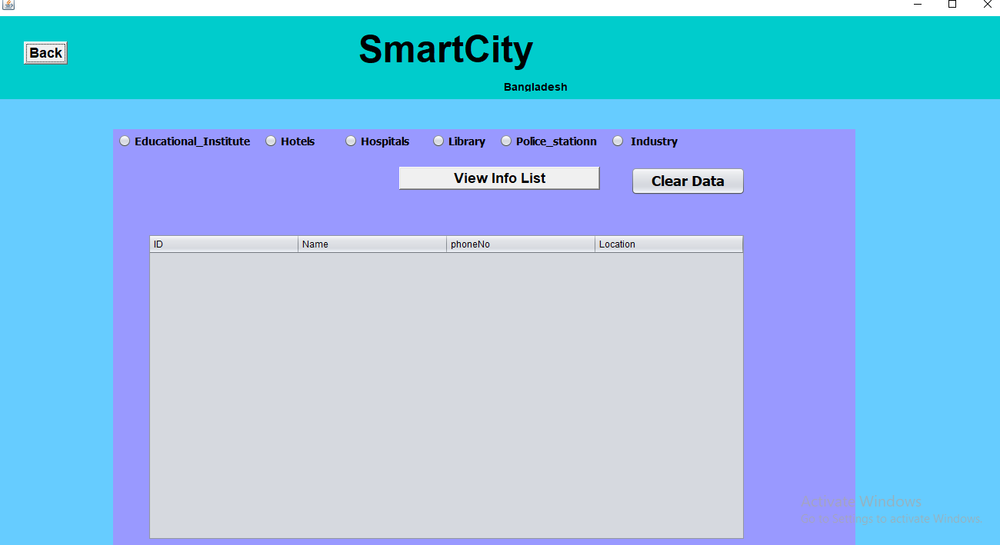 Back
SmartCity
Bangladesh
Educational_Institute Hotels Hospitals Library Police_stationn Industry
View Info List
Clear Data
ID Name phoneNo Location
Activate Windows
Go to Settings to activate Windows.